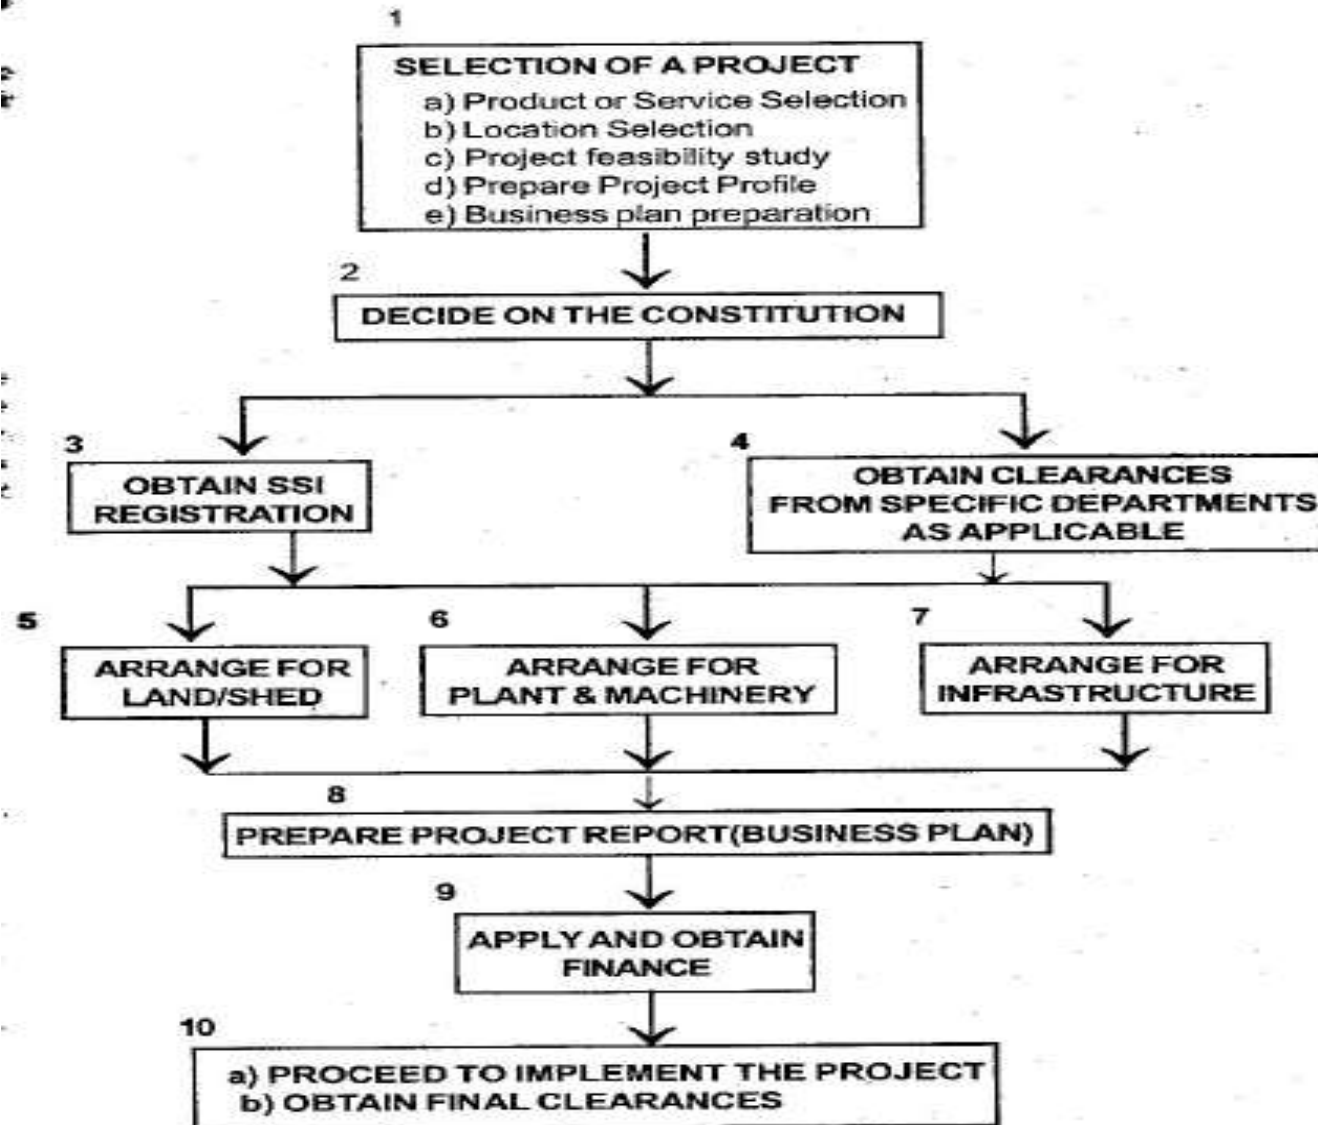 1
SELECTION OF A PROJECT
a) Product or Service Selection
b) Location Selection
c) Project feasibility study
d) Prepare Project Profile
e) Business plan preparation
2
DECIDE ON THE CONSTITUTION
3
OBTAIN SSI
REGISTRATION
4
OBTAIN CLEARANCES
FROM SPECIFIC DEPARTMENTS
AS APPLICABLE
5
ARRANGE FOR
LAND/SHED
6
ARRANGE FOR
PLANT & MACHINERY
7
ARRANGE FOR
INFRASTRUCTURE
8
PREPARE PROJECT REPORT(BUSINESS PLAN)
9
APPLY AND OBTAIN
FINANCE
10
a) PROCEED TO IMPLEMENT THE PROJECT
b) OBTAIN FINAL CLEARANCES